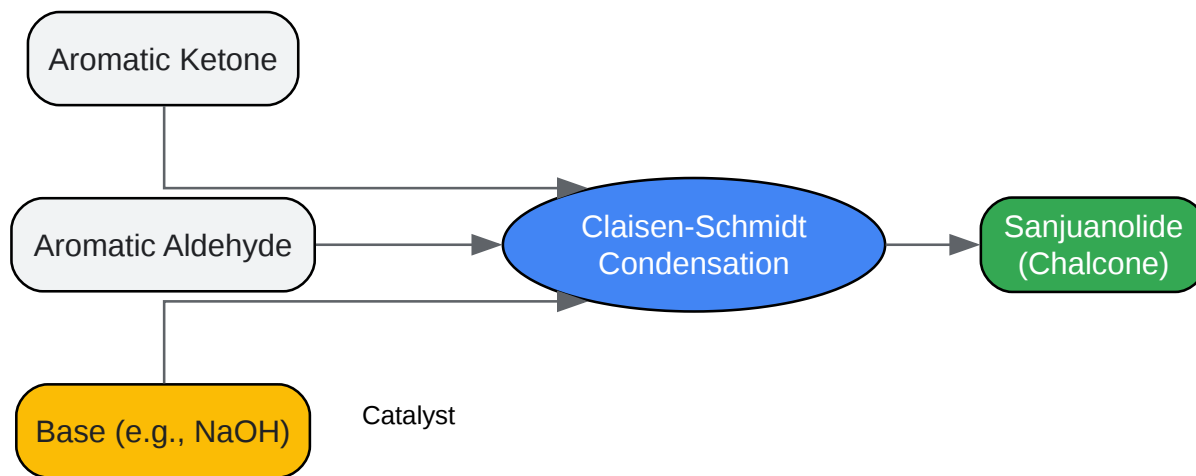 Aromatic Ketone
Aromatic Aldehyde
Claisen-Schmidt
Condensation
Sanjuanolide
(Chalcone)
Base (e.g., NaOH)
Catalyst